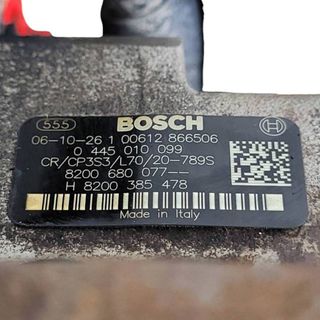 555 BOSCH
06-10-26 1 00612 866506
0 445 010 099
CR/CP3S3/L70/20-789S
8200 680 077--
H 8200 385 478
Made in Italy